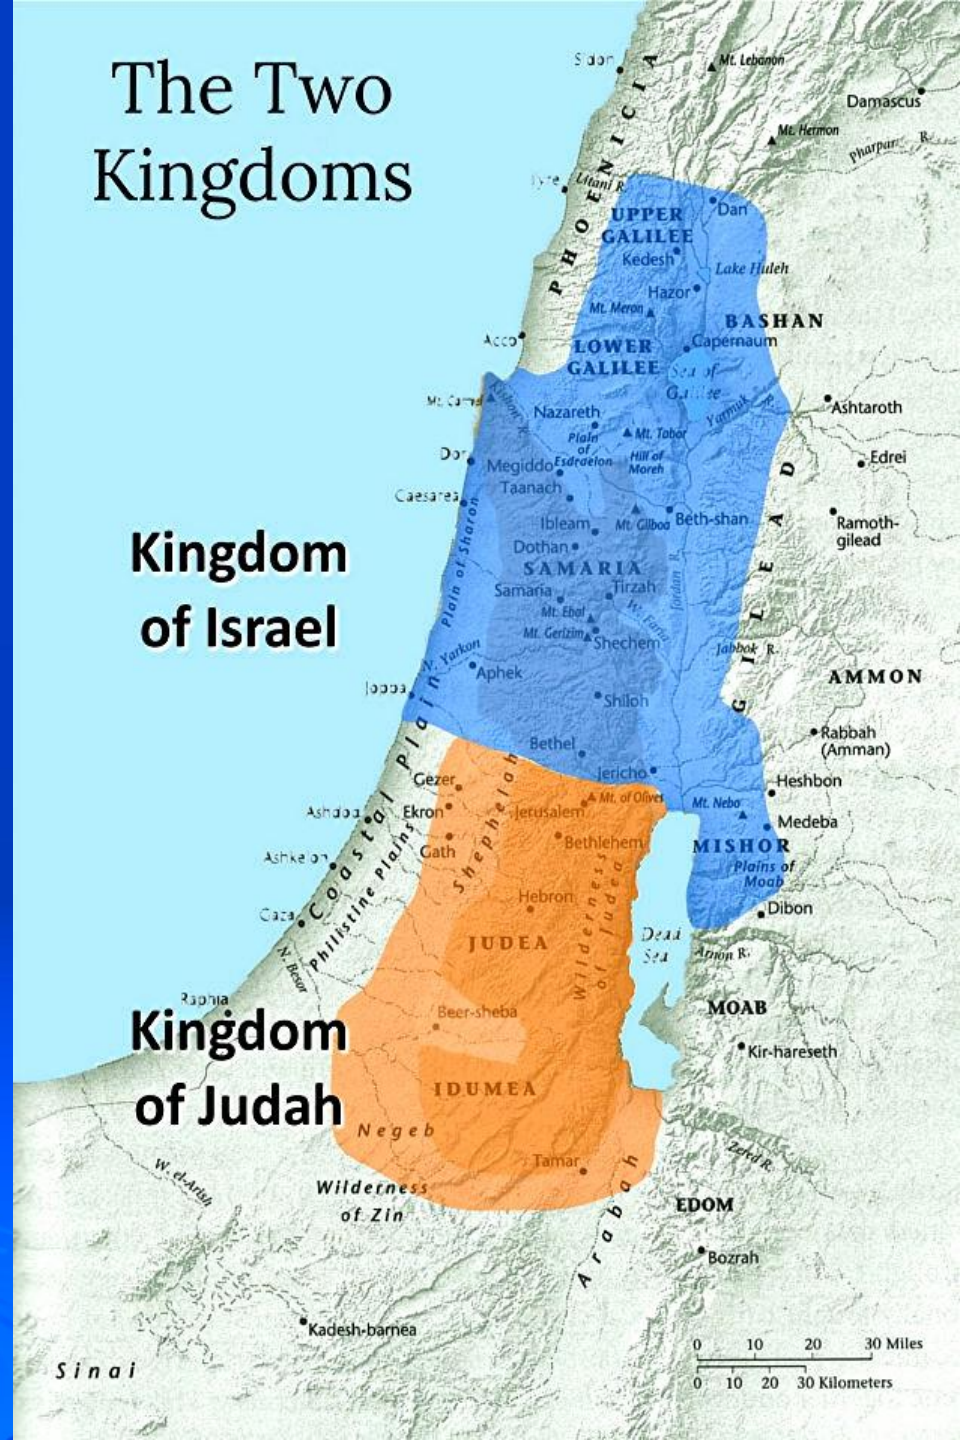 The Two
Kingdoms
Sidon
Mt. Lebanon
Damascus
Mt. Hermon
Pharpar R.
PHOENICIA
Tyre
Litani R.
Dan
UPPER
GALILEE
Kedesh
Lake Huleh
Hazor
Mt. Meron
BASHAN
Acco
LOWER
GALILEE
Capernaum
Sea of
Galilee
Mt. Carmel
Kishon R.
Nazareth
Yarmuk R.
Ashtaroth
Plain
of
Esdraelon
Mt. Tabor
Dor
Megiddo
Hill of
Moreh
Edrei
Taanach
Caesarea
Ibleam
Mt. Gilboa
Beth-shan
Ramoth-
gilead
GILEAD
Kingdom
of Israel
Plain of Sharon
Dothan
SAMARIA
Samaria
Tirzah
Mt. Ebal
W. Faria
Jordan R.
Mt. Gerizim
Shechem
Jabbok R.
N. Yarkon
Aphek
AMMON
Joppa
Shiloh
Rabbah
(Amman)
Bethel
Jericho
Coastal Plain
Gezer
Heshbon
Mt. of Olives
Mt. Nebo
Ashdod
Ekron
Jerusalem
Medeba
Shephelah
Bethlehem
MISHOR
Ashkelon
Gath
Plains of
Moab
Philistine Plains
Hebron
Wilderness
of Judea
Dibon
Gaza
JUDEA
Dead
Sea
Arnon R.
N. Besor
Raphia
MOAB
Kingdom
of Judah
Beer-sheba
Kir-hareseth
IDUMEA
Negeb
Zered R.
Tamar
W. el-Arish
Wilderness
of Zin
Arabah
EDOM
Bozrah
Kadesh-barnea
Sinai
0 10 20 30 Miles
0 10 20 30 Kilometers